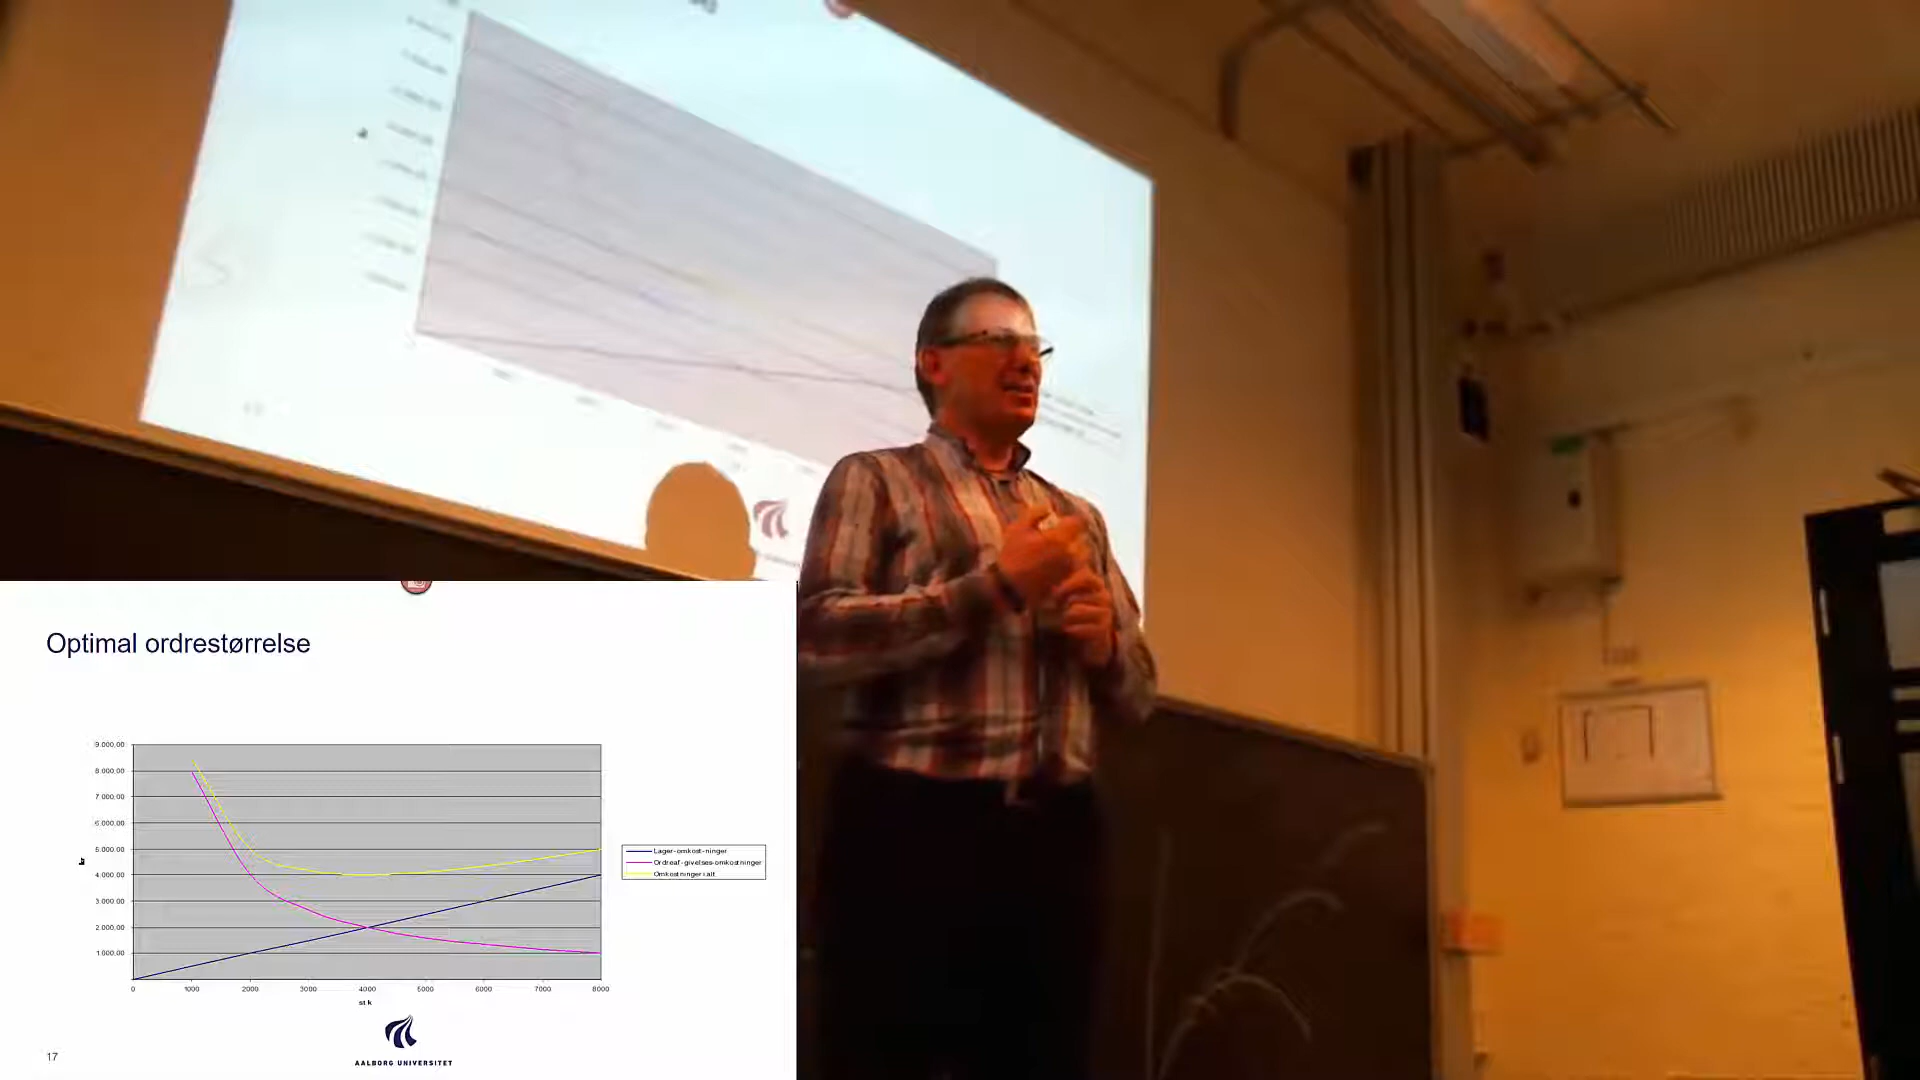 Optimal ordrestørrelse
9.000,00
8.000,00
7.000,00
6.000,00
5.000,00
4.000,00
3.000,00
2.000,00
1.000,00
kr
0
1000
2000
3000
4000
5000
6000
7000
8000
stk
Lager-omkost-ninger
Ordreaf-givelses-omkostninger
Omkostninger i alt
17
AALBORG UNIVERSITET